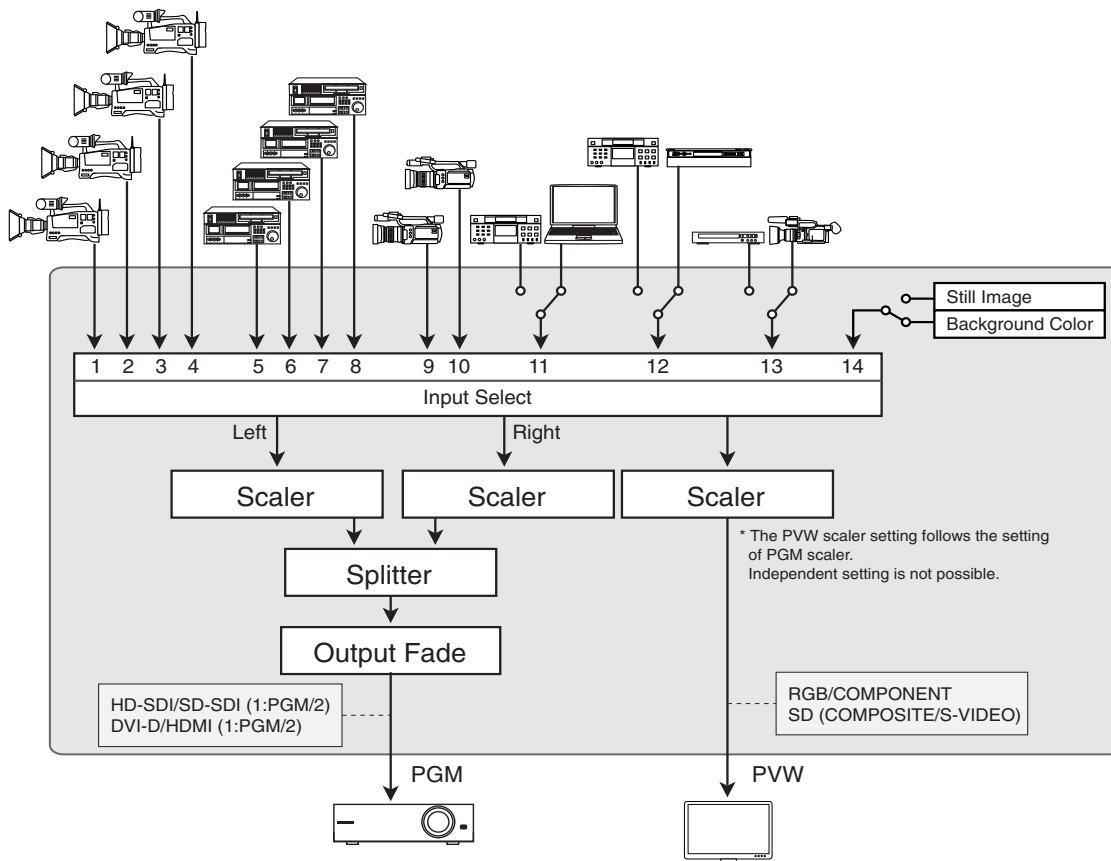 Still Image
Background Color
1 2 3 4 5 6 7 8 9 10 11 12 13 14
Input Select
Left
Right
Scaler
Scaler
Scaler
* The PVW scaler setting follows the setting
of PGM scaler.
Independent setting is not possible.
Splitter
Output Fade
HD-SDI/SD-SDI (1:PGM/2)
DVI-D/HDMI (1:PGM/2)
RGB/COMPONENT
SD (COMPOSITE/S-VIDEO)
PGM
PVW